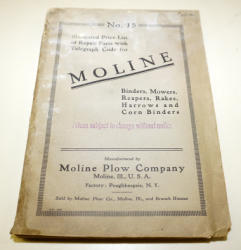 No. 15
Illustrated Price List
of Repair Parts with
Telegraph Code for
MOLINE
Binders, Mowers,
Reapers, Rakes,
Harrows and
Corn Binders
Prices subject to change without notice.
Manufactured by
Moline Plow Company
Moline, Ill., U. S. A.
Factory: Poughkeepsie, N. Y.
Sold by Moline Plow Co., Moline, Ill., and Branch Houses